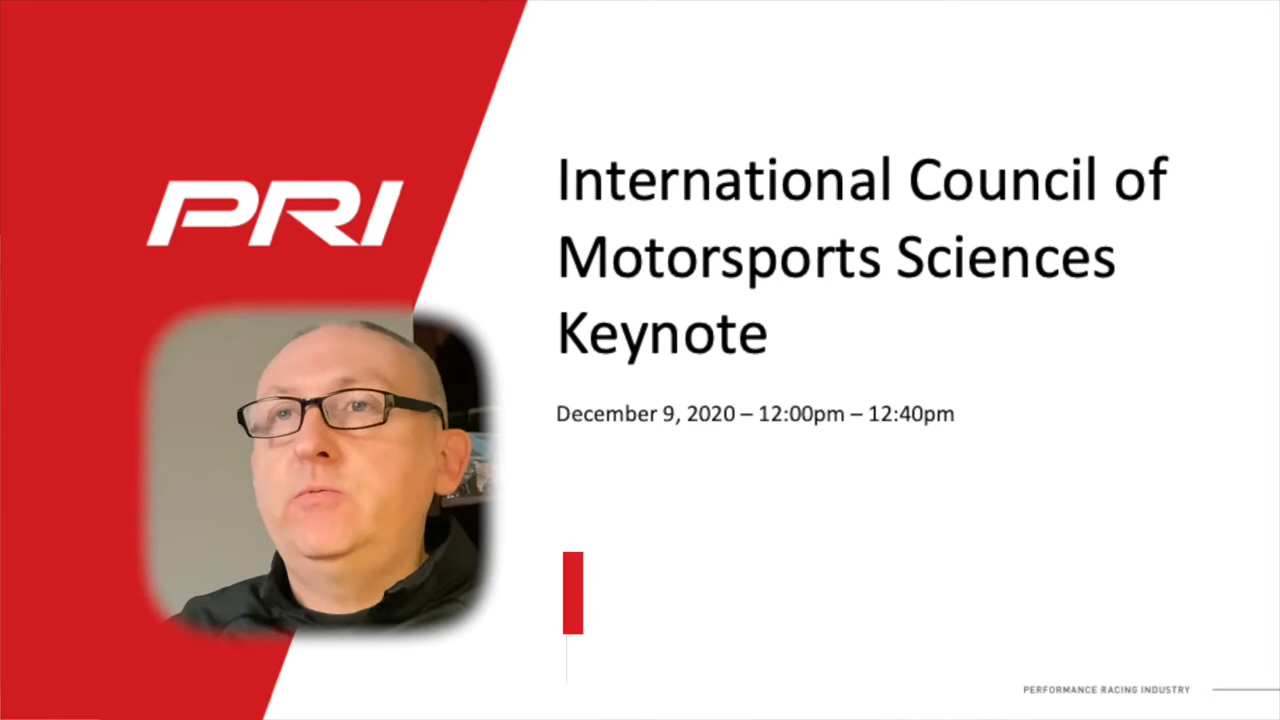 PRI
International Council of
Motorsports Sciences
Keynote
December 9, 2020 – 12:00pm – 12:40pm
PERFORMANCE RACING INDUSTRY